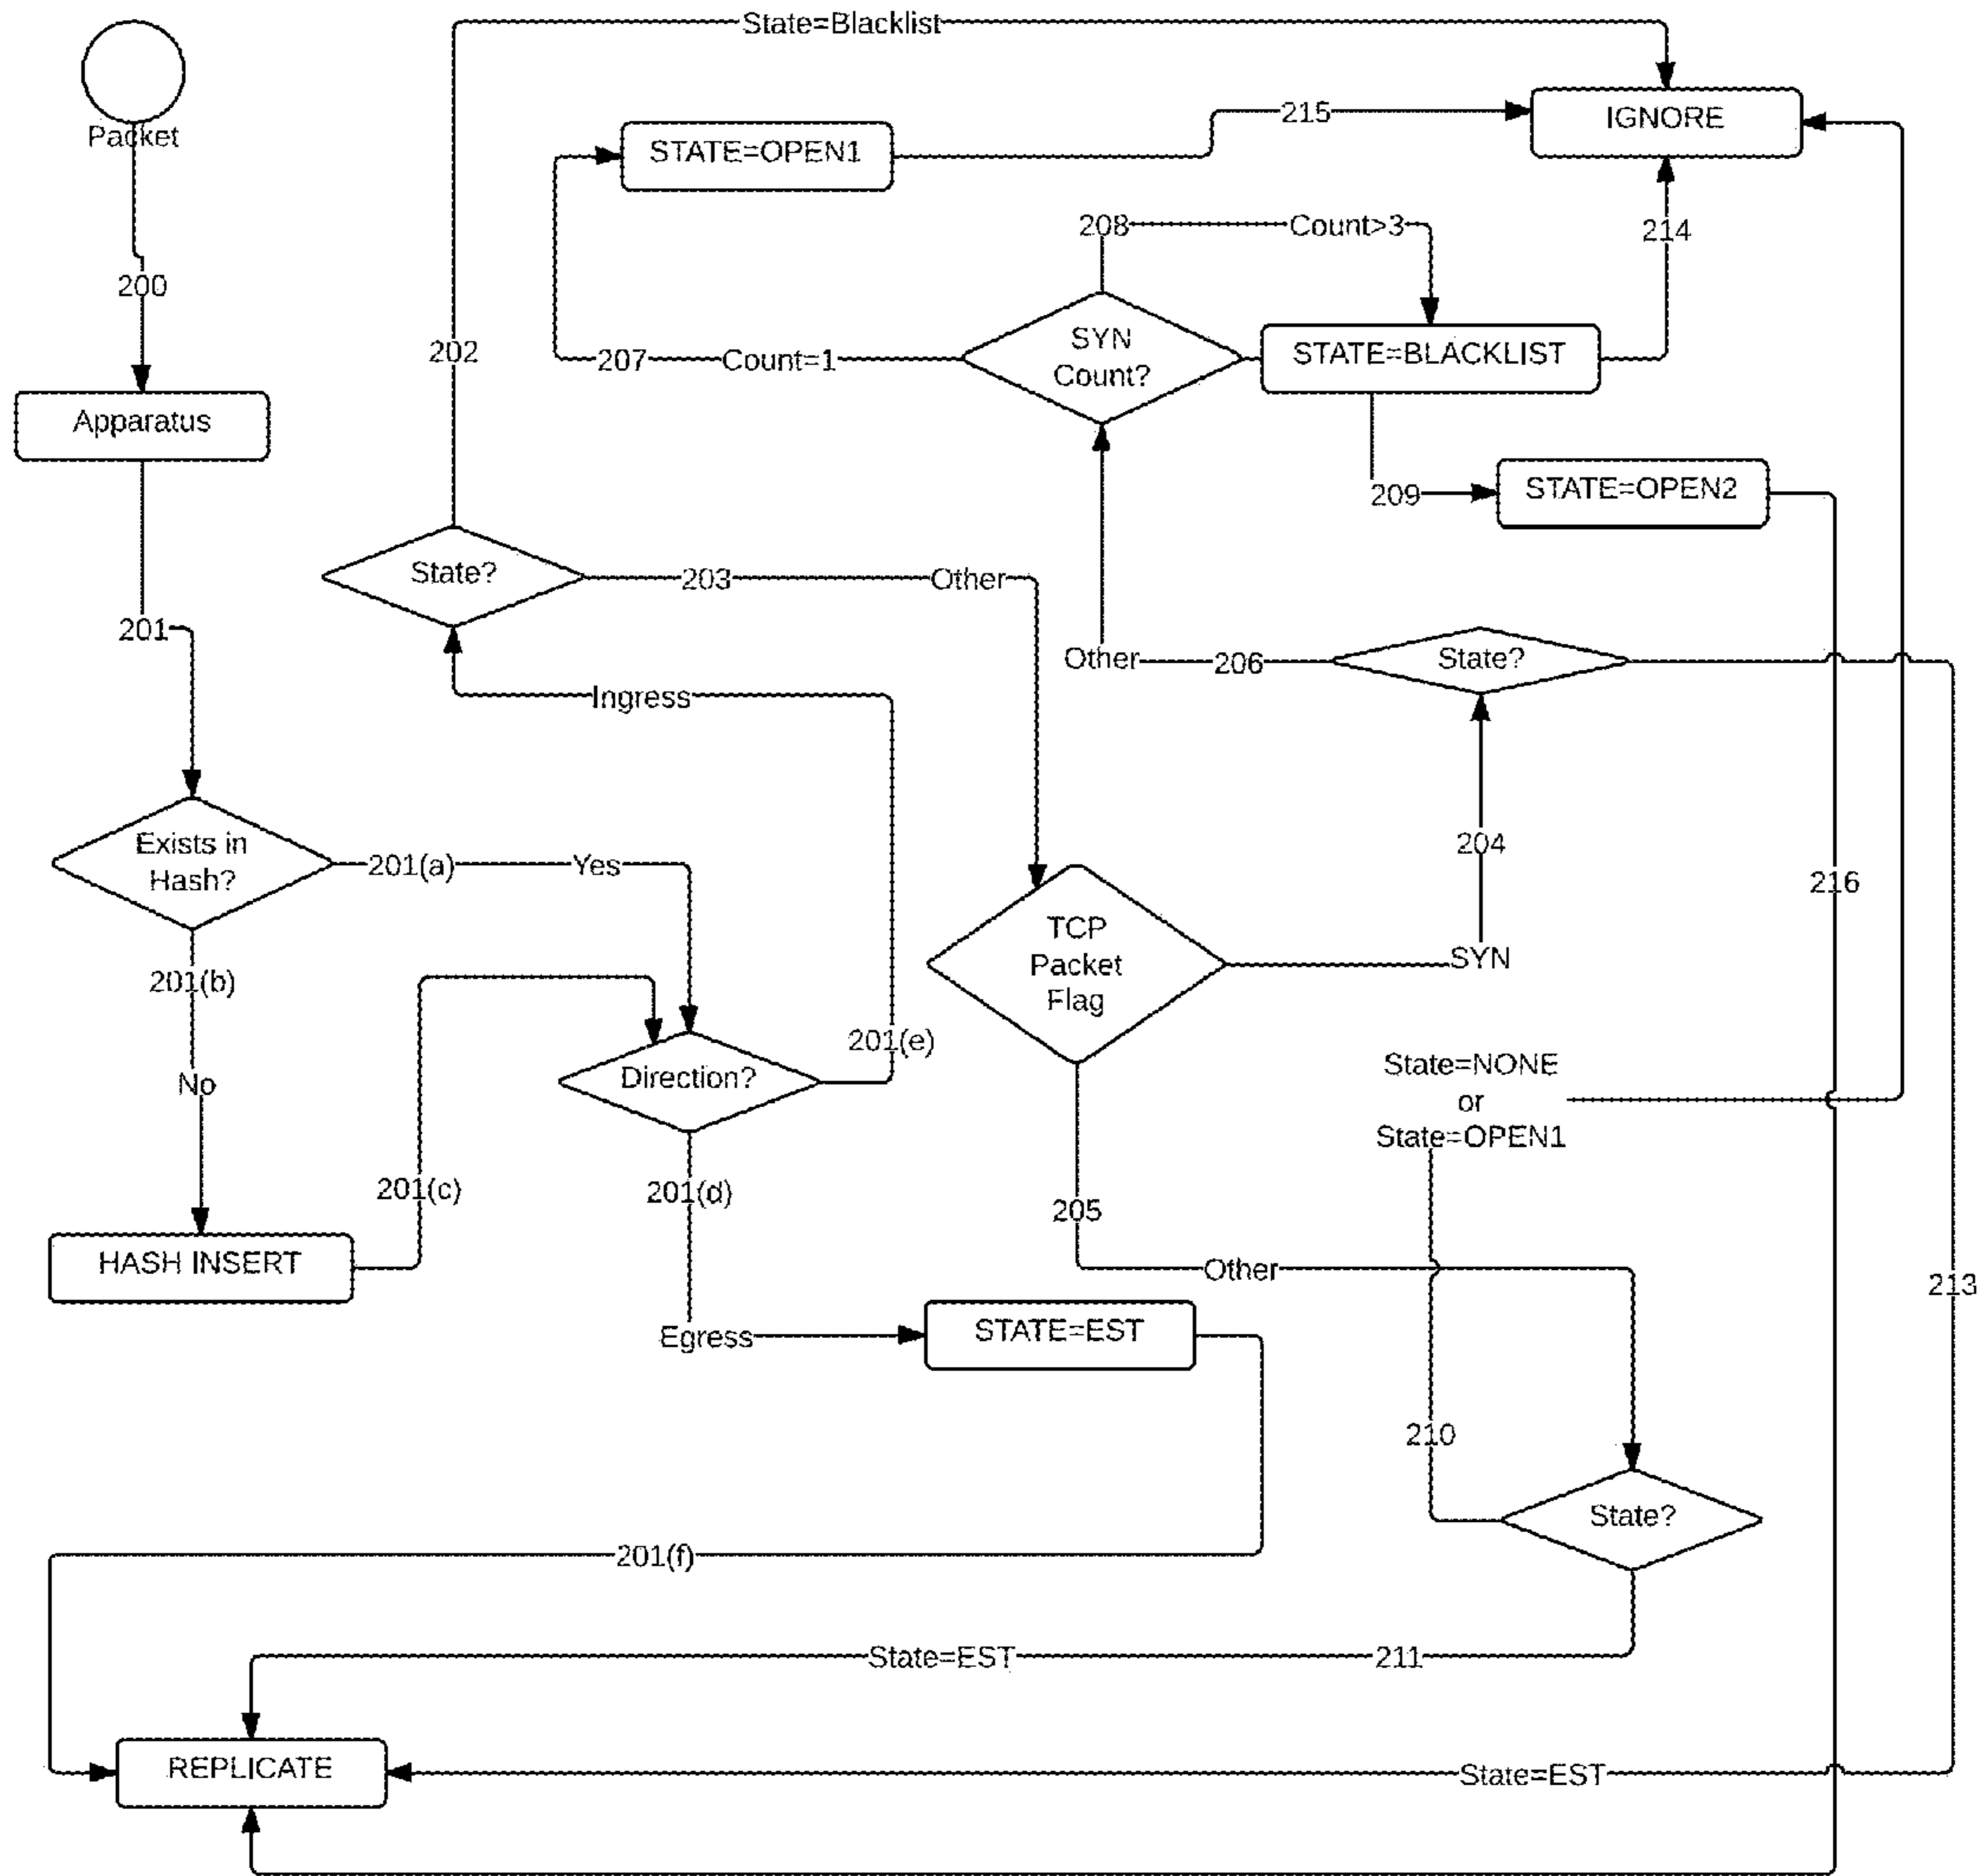 State=Blacklist
Packet
215
IGNORE
STATE=OPEN1
208
Count>3
214
200
202
207
Count=1
SYN
Count?
STATE=BLACKLIST
Apparatus
209
STATE=OPEN2
State?
203
Other
201
Other
206
State?
Ingress
Exists in
Hash?
201(a)
Yes
204
216
TCP
Packet
Flag
SYN
201(b)
201(e)
No
Direction?
State=NONE
or
State=OPEN1
201(c)
201(d)
205
HASH INSERT
Other
213
Egress
STATE=EST
210
State?
201(f)
State=EST
211
REPLICATE
State=EST